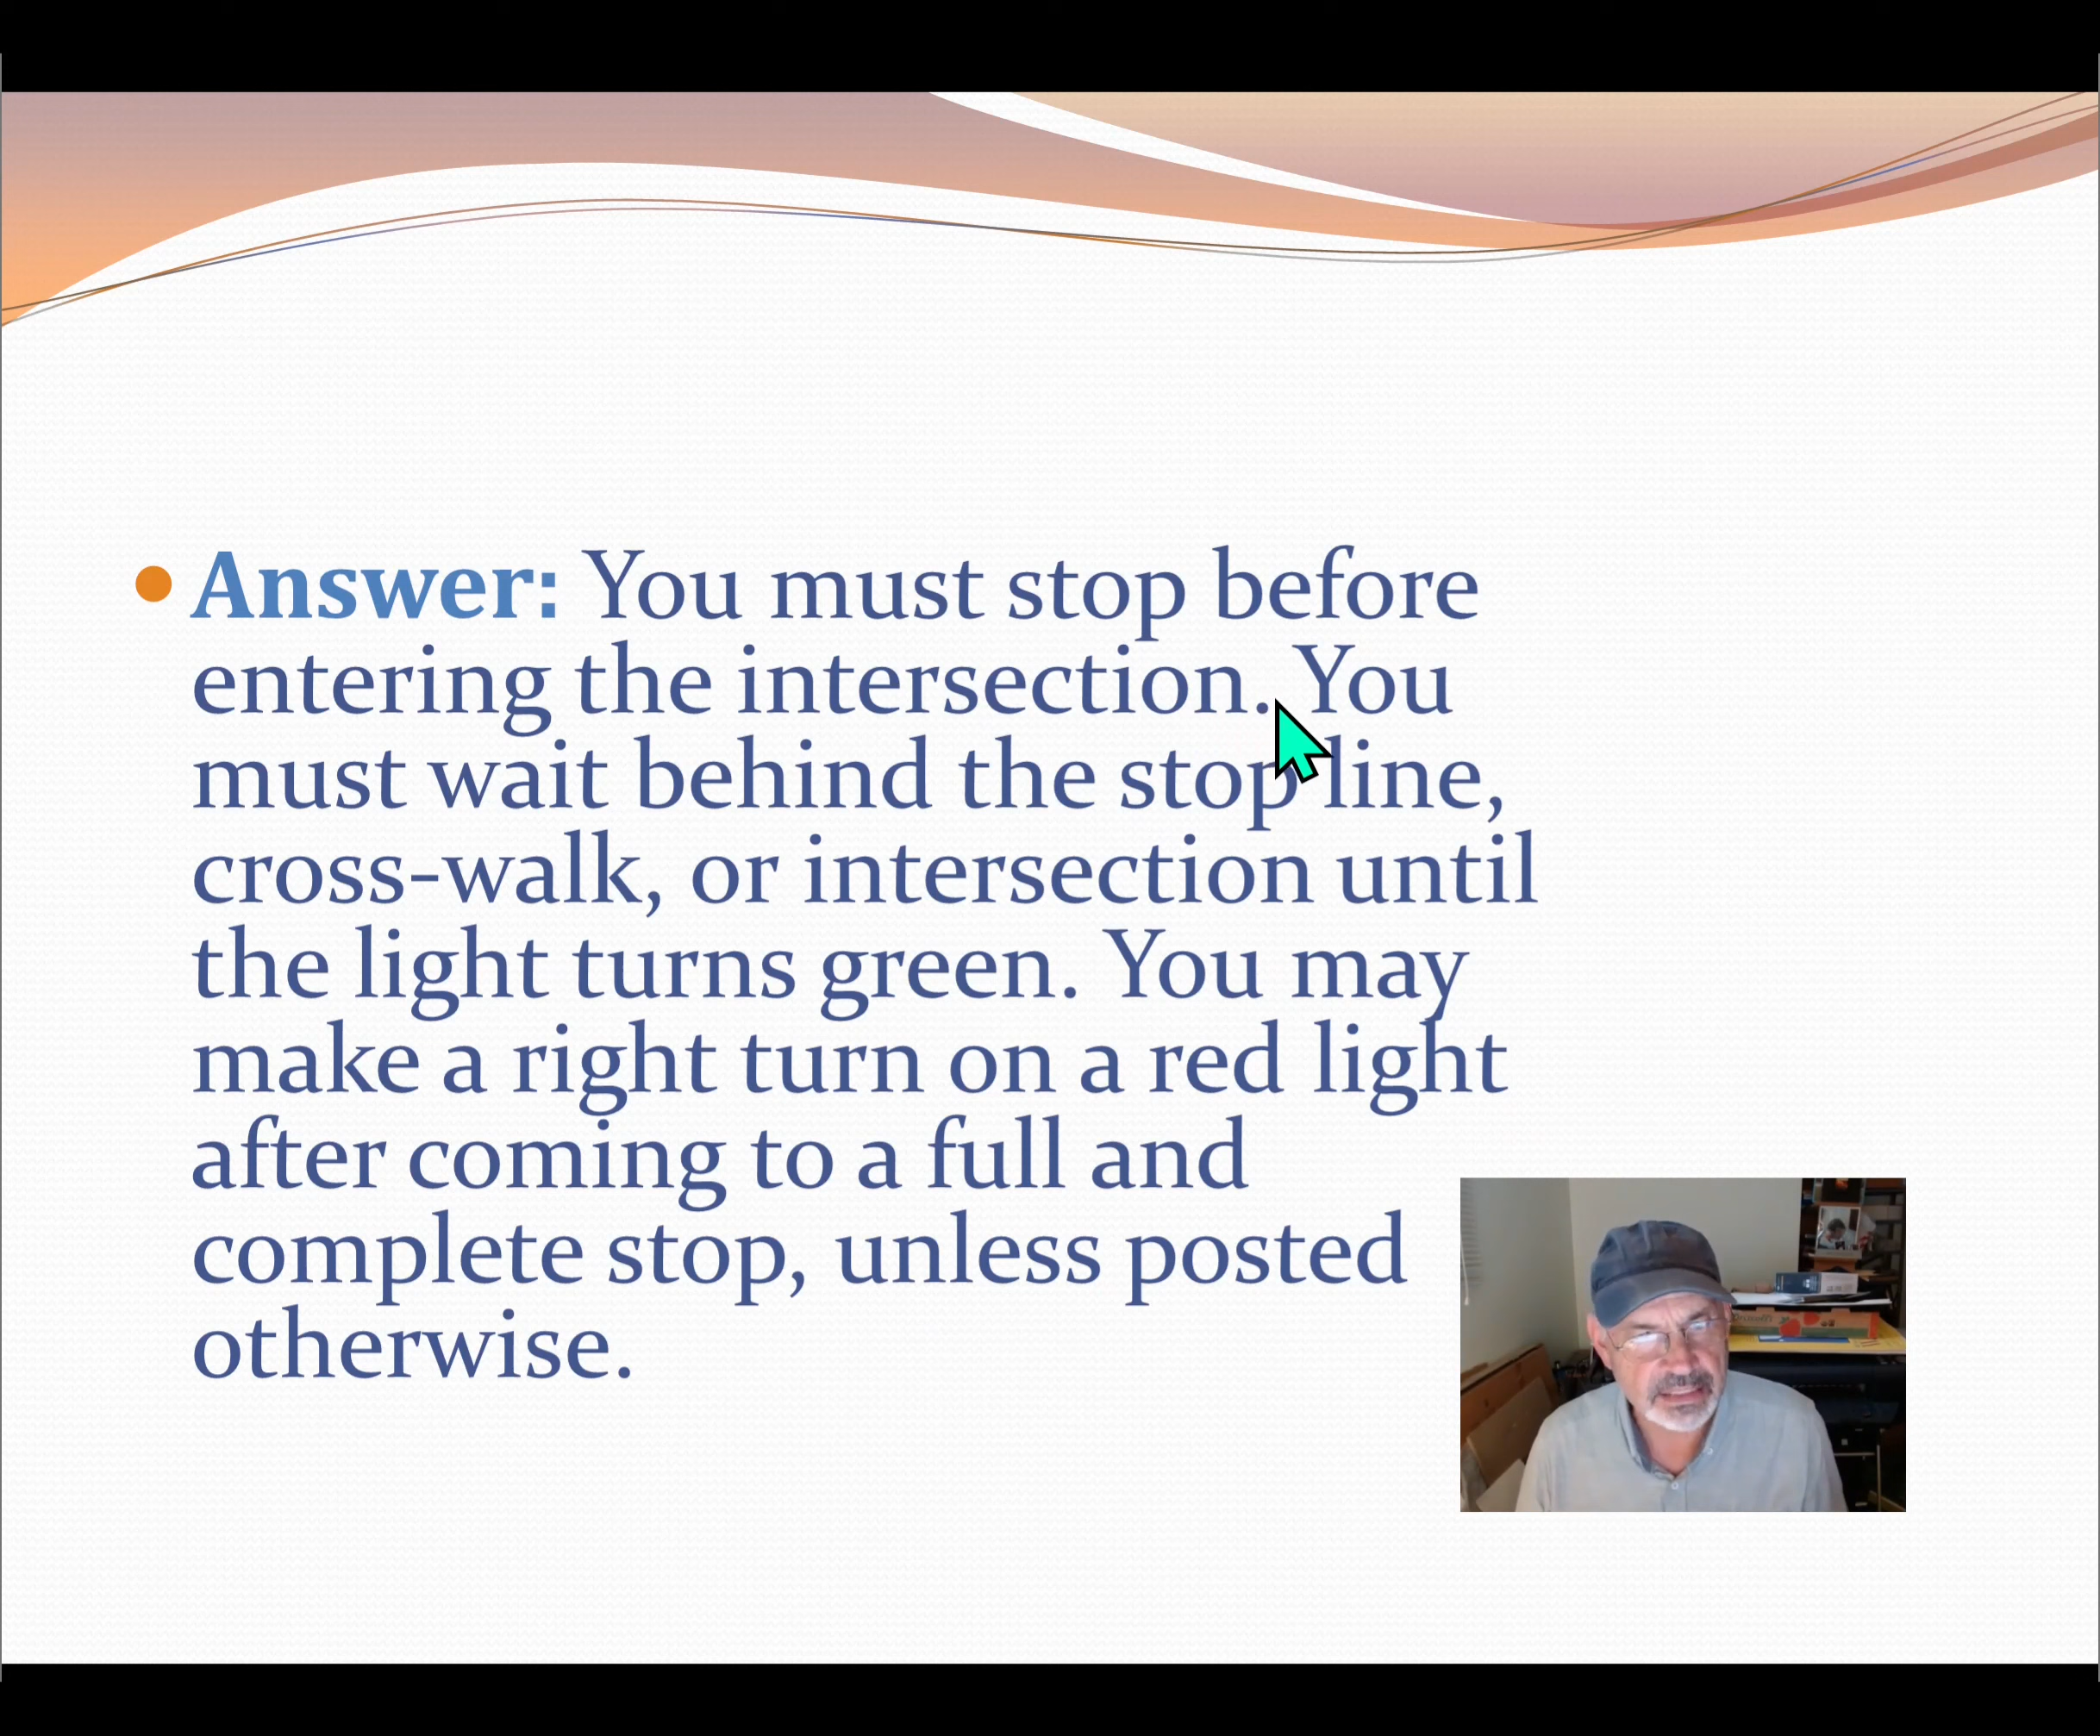 Answer: You must stop before
entering the intersection. You
must wait behind the stop line,
cross-walk, or intersection until
the light turns green. You may
make a right turn on a red light
after coming to a full and
complete stop, unless posted
otherwise.